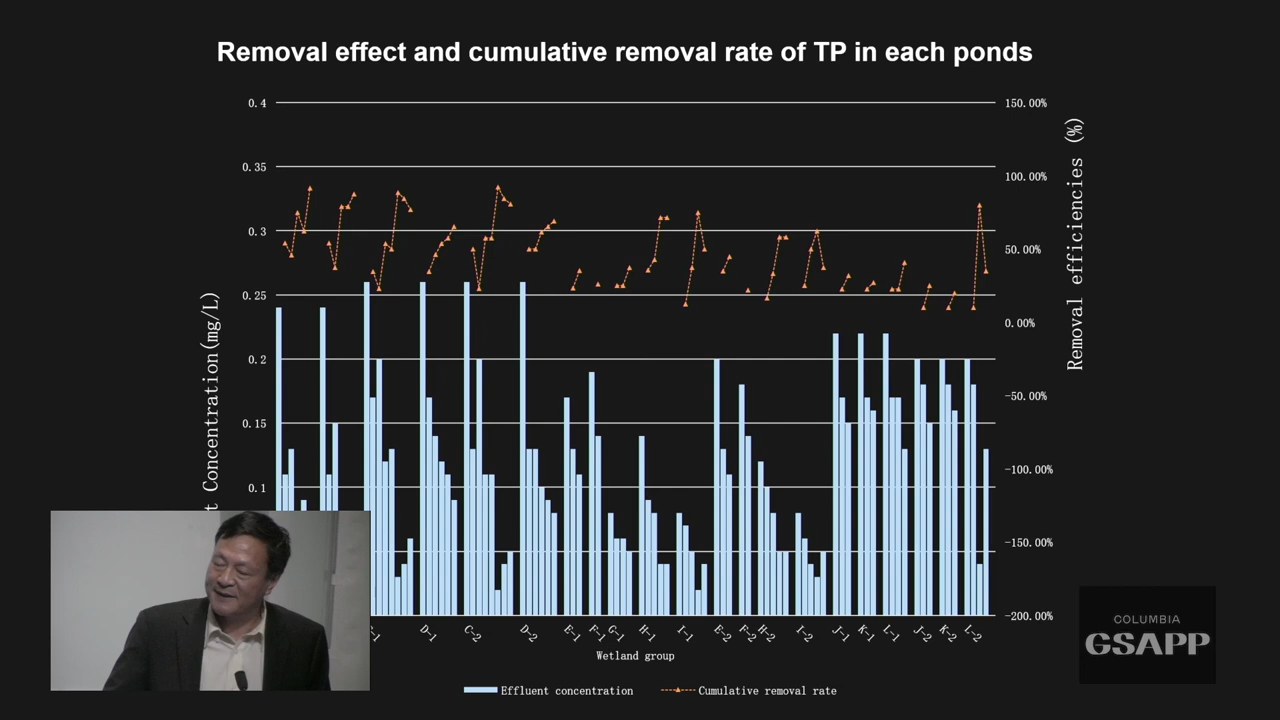 Removal effect and cumulative removal rate of TP in each ponds
0.4
0.35
0.3
0.25
0.2
0.15
0.1
t Concentration(mg/L)
150.00%
100.00%
50.00%
0.00%
-50.00%
-100.00%
-150.00%
-200.00%
Removal efficiencies (%)
D-1
C-2
D-2
E-1
F-1
G-1
H-1
I-1
E-2
F-2
H-2
I-2
J-1
K-1
L-1
J-2
K-2
L-2
Wetland group
Effluent concentration
Cumulative removal rate
COLUMBIA
GSAPP